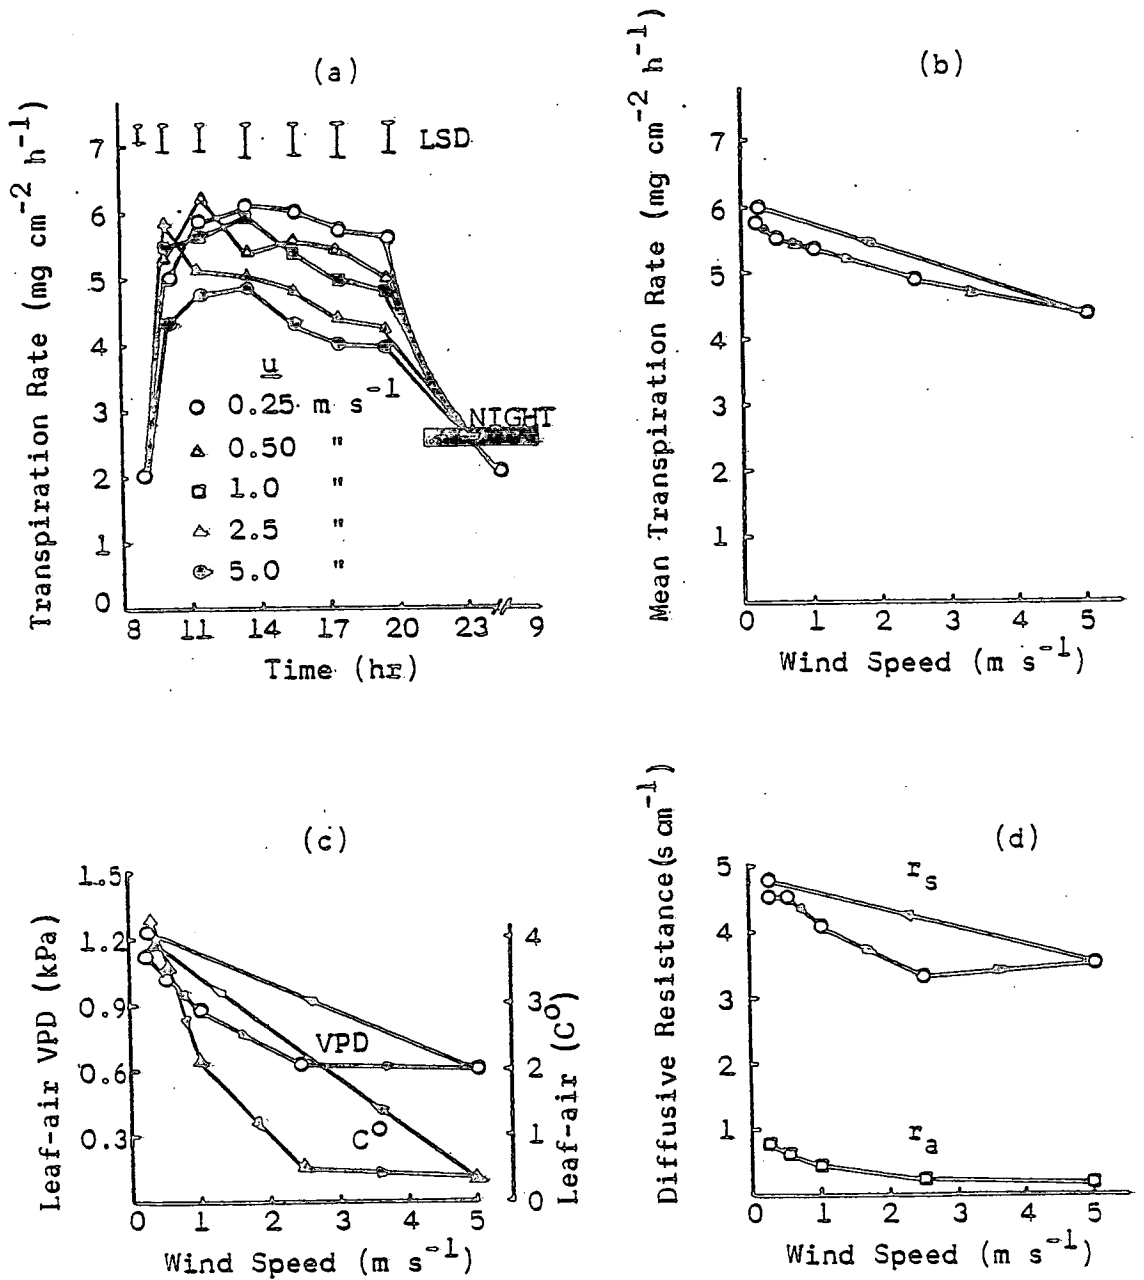 (a)
Transpiration Rate (mg cm-2 h-1)
7
6
5
4
3
2
1
0
LSD
u
0.25 m s-1
0.50 "
1.0 "
2.5 "
5.0 "
NIGHT
8 11 14 17 20 23 9
Time (hr)
(b)
Mean Transpiration Rate (mg cm-2 h-1)
7
6
5
4
3
2
1
0 1 2 3 4 5
Wind Speed (m s-1)
(c)
Leaf-air VPD (kPa)
1.5
1.2
0.9
0.6
0.3
VPD
Co
4
3
2
1
0
Leaf-air (Co)
0 1 2 3 4 5
Wind Speed (m s-1)
(d)
Diffusive Resistance (s cm-1)
5
4
3
2
1
rs
ra
0 1 2 3 4 5
Wind Speed (m s-1)